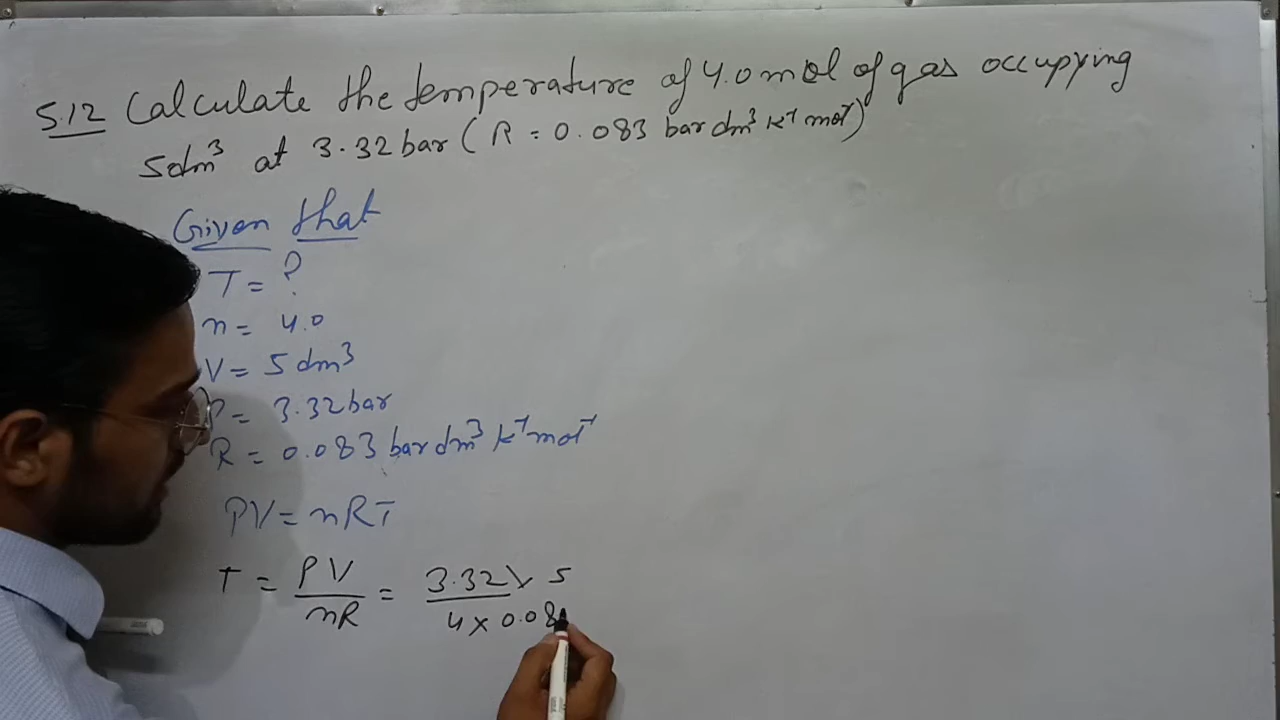 5.12 Calculate the temperature of 4.0 mol of gas occupying
5dm³ at 3.32 bar ( R = 0.083 bar dm³ K⁻¹ mol⁻¹)
Given that
T = ?
n = 4.0
V = 5 dm³
P = 3.32 bar
R = 0.083 bar dm³ K⁻¹ mol⁻¹
PV = nRT
T = PV/nR = 3.32 x 5/4 x 0.08